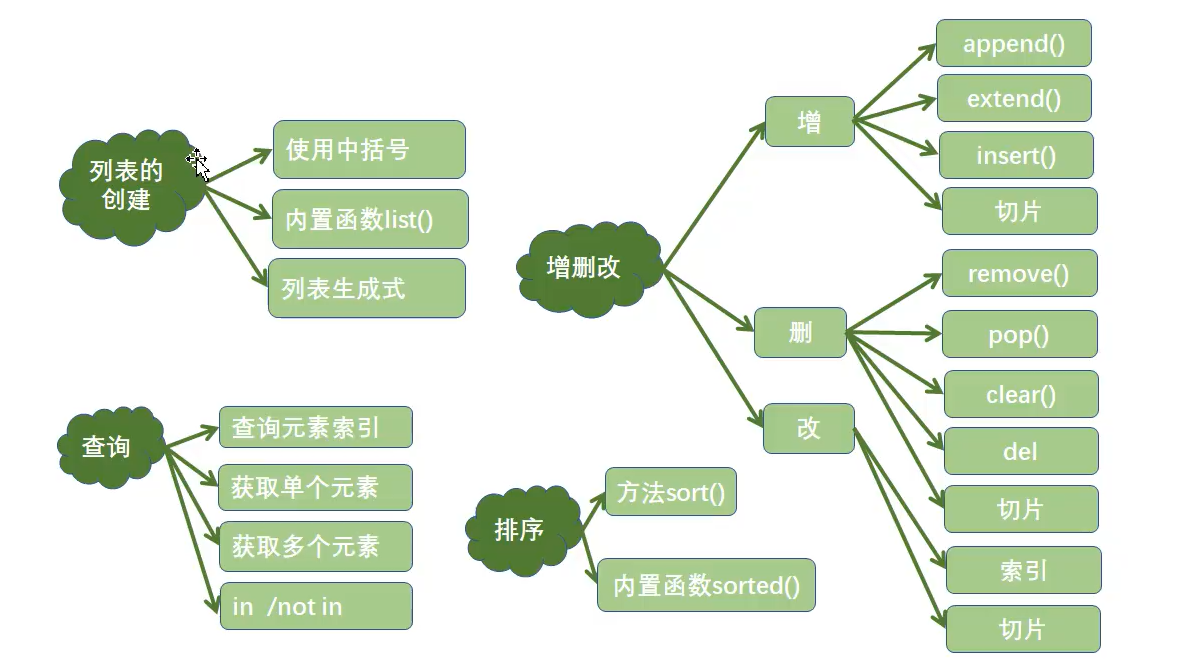 列表的
创建
使用中括号
内置函数list()
列表生成式
查询
查询元素索引
获取单个元素
获取多个元素
in  /not in
增删改
增
append()
extend()
insert()
切片
删
remove()
pop()
clear()
del
切片
改
索引
切片
排序
方法sort()
内置函数sorted()